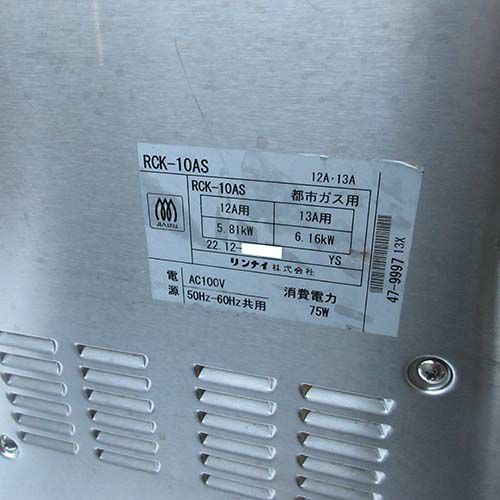 RCK-10AS
12A・13A
RCK-10AS 都市ガス用
12A用 13A用
5.81kW 6.16kW
22.12- YS
リンナイ株式会社
電源 AC100V
50Hz-60Hz共用
消費電力
75W
47-9997 13X